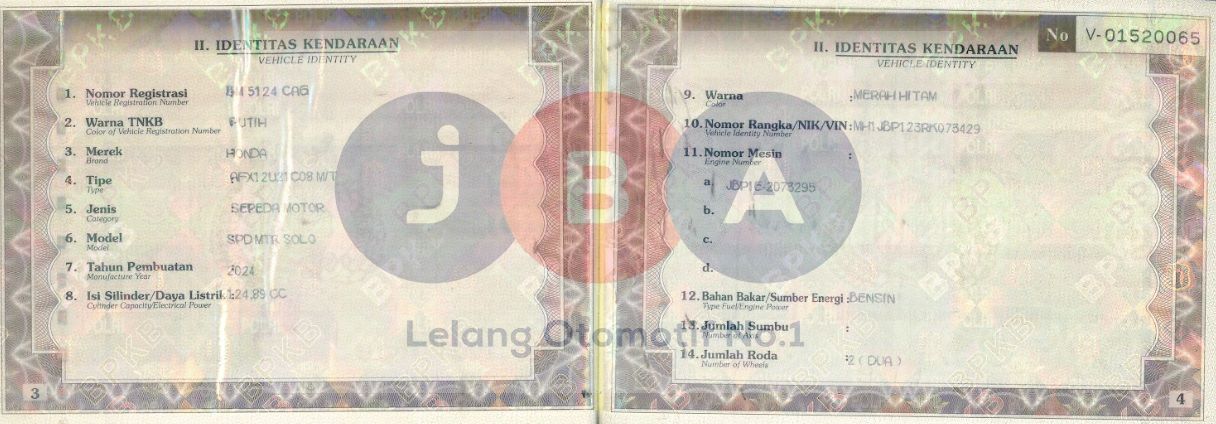 II. IDENTITAS KENDARAAN
VEHICLE IDENTITY
1. Nomor Registrasi
Vehicle Registration Number
5124 CAG
2. Warna TNKB PUTIH
Color of Vehicle Registration Number
3. Merek HONDA
Brand
4. Tipe AFX12U31C08 M/T
Type
5. Jenis SEPEDA MOTOR
Category
6. Model SPD MTR SOLO
Model
7. Tahun Pembuatan 2024
Manufacture Year
8. Isi Silinder/Daya Listrik : 124.89 CC
Cylinder Capacity/Electrical Power
3
No V-01520065
II. IDENTITAS KENDARAAN
VEHICLE IDENTITY
9. Warna : MERAH HITAM
Color
10. Nomor Rangka/NIK/VIN : MH1JBP123RK073429
Vehicle Identity Number
11. Nomor Mesin :
Engine Number
a. JBP1E-2073295
b.
c.
d.
12. Bahan Bakar/Sumber Energi : BENSIN
Type Fuel/Engine Power
13. Jumlah Sumbu :
Number of Axis
14. Jumlah Roda : 2 ( DUA )
Number of Wheels
4
jBA
Lelang Otomotif No.1